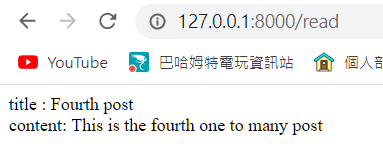 127.0.0.1:8000/read
YouTube 巴哈姆特電玩資訊站 個人部
title : Fourth post
content: This is the fourth one to many post